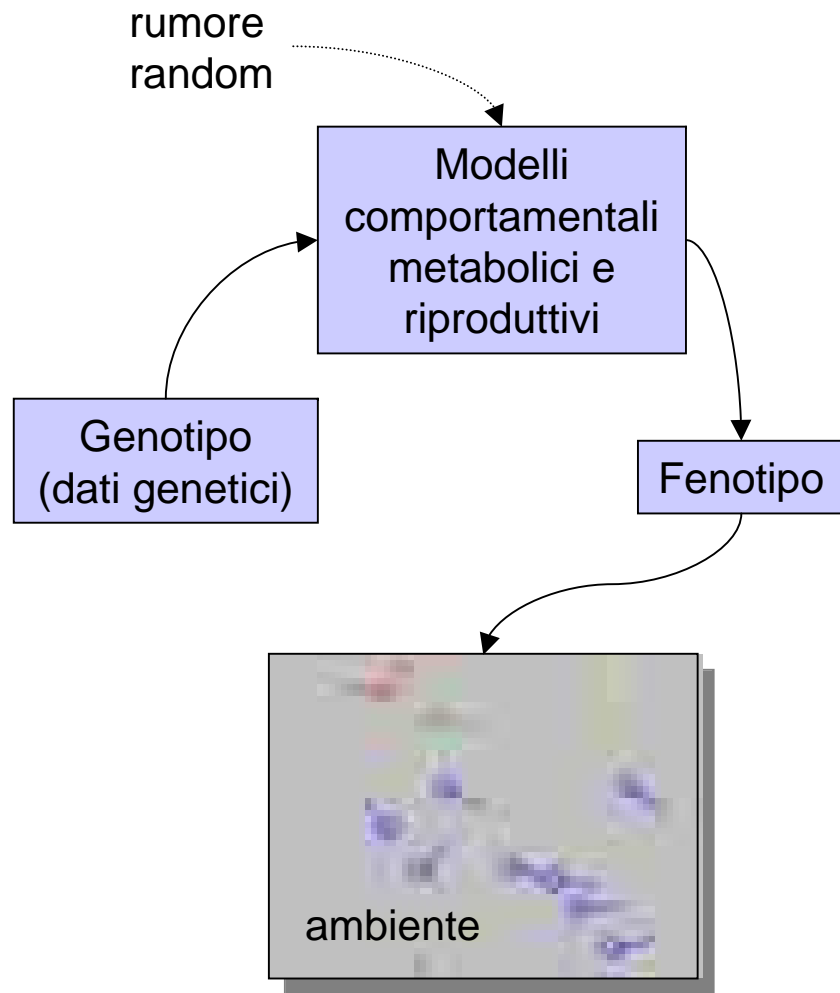 rumore
random
Modelli
comportamentali
metabolici e
riproduttivi
Genotipo
(dati genetici)
Fenotipo
ambiente